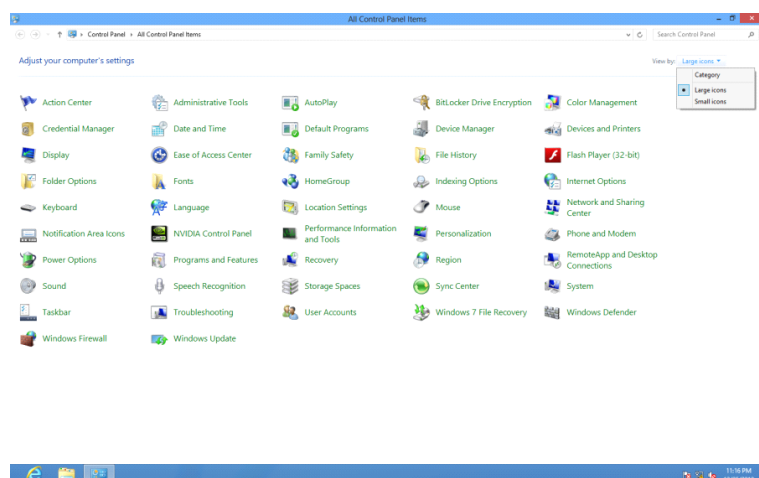 All Control Panel Items
Control Panel All Control Panel Items
Search Control Panel
Adjust your computer's settings
View by: Large icons
Category
Large icons
Small icons
Action Center Administrative Tools AutoPlay BitLocker Drive Encryption Color Management
Credential Manager Date and Time Default Programs Device Manager Devices and Printers
Display Ease of Access Center Family Safety File History Flash Player (32-bit)
Folder Options Fonts HomeGroup Indexing Options Internet Options
Keyboard Language Location Settings Mouse Network and Sharing
Center
Notification Area Icons NVIDIA Control Panel Performance Information
and Tools
Personalization Phone and Modem
Power Options Programs and Features Recovery Region RemoteApp and Desktop
Connections
Sound Speech Recognition Storage Spaces Sync Center System
Taskbar Troubleshooting User Accounts Windows 7 File Recovery Windows Defender
Windows Firewall Windows Update
11:16 PM